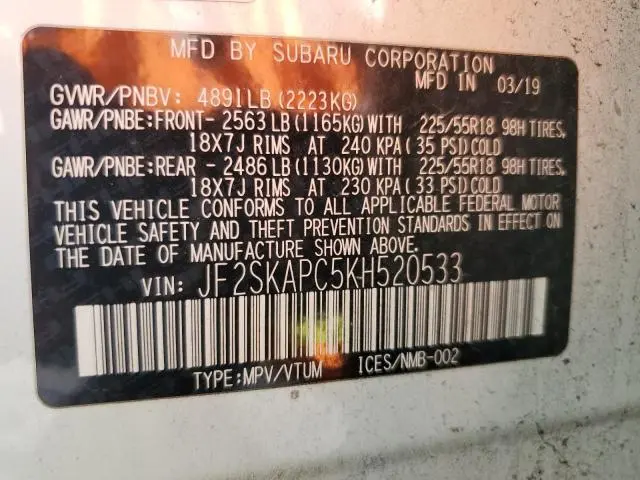 MFD BY SUBARU CORPORATION
MFD IN 03/19
GVWR/PNBV: 4891LB(2223KG)
GAWR/PNBE:FRONT-2563LB(1165KG)WITH 225/55R18 98H TIRES,
18X7J RIMS AT 240 KPA(35 PSI)COLD
GAWR/PNBE:REAR -2486LB(1130KG)WITH 225/55R18 98H TIRES,
18X7J RIMS AT 230 KPA(33 PSI)COLD
THIS VEHICLE CONFORMS TO ALL APPLICABLE FEDERAL MOTOR
VEHICLE SAFETY AND THEFT PREVENTION STANDARDS IN EFFECT ON
THE DATE OF MANUFACTURE SHOWN ABOVE.
VIN: JF2SKAPC5KH520533
TYPE:MPV/VTUM ICES/NMB-002